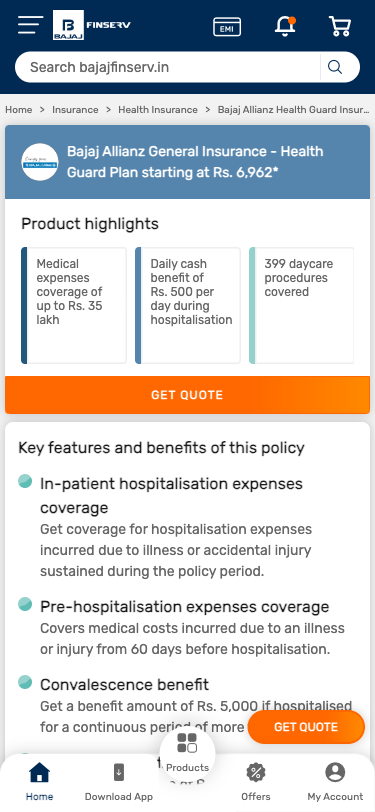 B
BAJAJ
FINSERV
EMI
Search bajajfinserv.in
Home > Insurance > Health Insurance > Bajaj Allianz Health Guard Insur...
Bajaj Allianz General Insurance - Health
Guard Plan starting at Rs. 6,962*
Product highlights
Medical
expenses
coverage of
up to Rs. 35
lakh
Daily cash
benefit of
Rs. 500 per
day during
hospitalisation
399 daycare
procedures
covered
GET QUOTE
Key features and benefits of this policy
In-patient hospitalisation expenses
coverage
Get coverage for hospitalisation expenses
incurred due to illness or accidental injury
sustained during the policy period.
Pre-hospitalisation expenses coverage
Covers medical costs incurred due to an illness
or injury from 60 days before hospitalisation.
Convalescence benefit
Get a benefit amount of Rs. 5,000 if hospitalised
for a continuous period of more
GET QUOTE
Home
Download App
Products
Offers
My Account